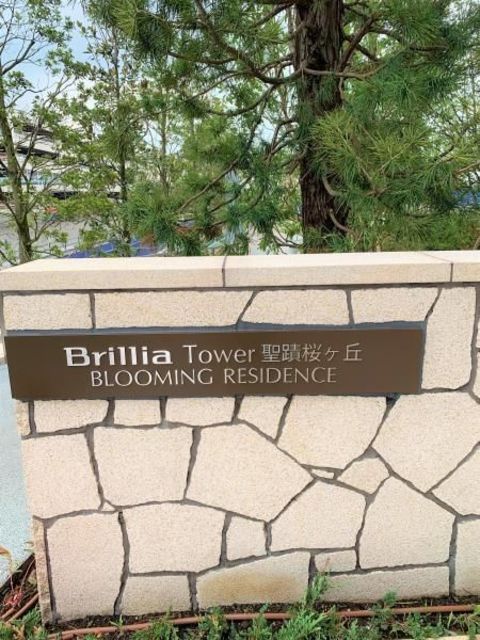 Brillia Tower 聖蹟桜ヶ丘
BLOOMING RESIDENCE